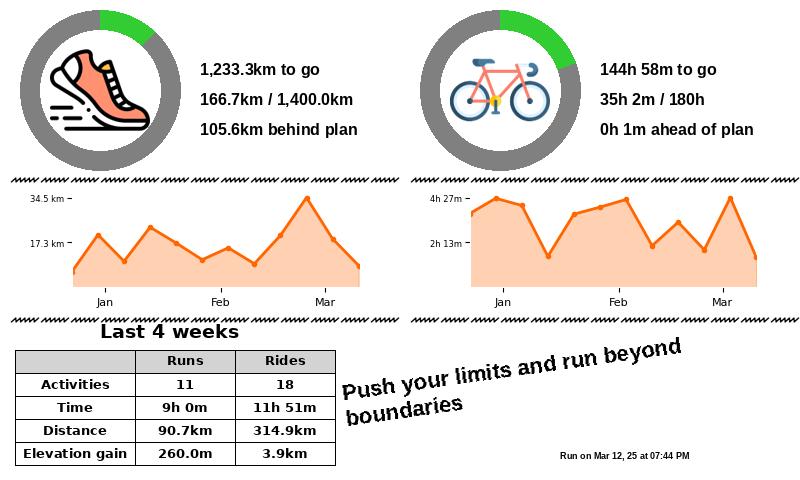 1,233.3km to go
166.7km / 1,400.0km
105.6km behind plan
144h 58m to go
35h 2m / 180h
0h 1m ahead of plan
34.5 km
17.3 km
Jan Feb Mar
4h 27m
2h 13m
Jan Feb Mar
Last 4 weeks
Runs Rides
Activities 11 18
Time 9h 0m 11h 51m
Distance 90.7km 314.9km
Elevation gain 260.0m 3.9km
Push your limits and run beyond
boundaries
Run on Mar 12, 25 at 07:44 PM